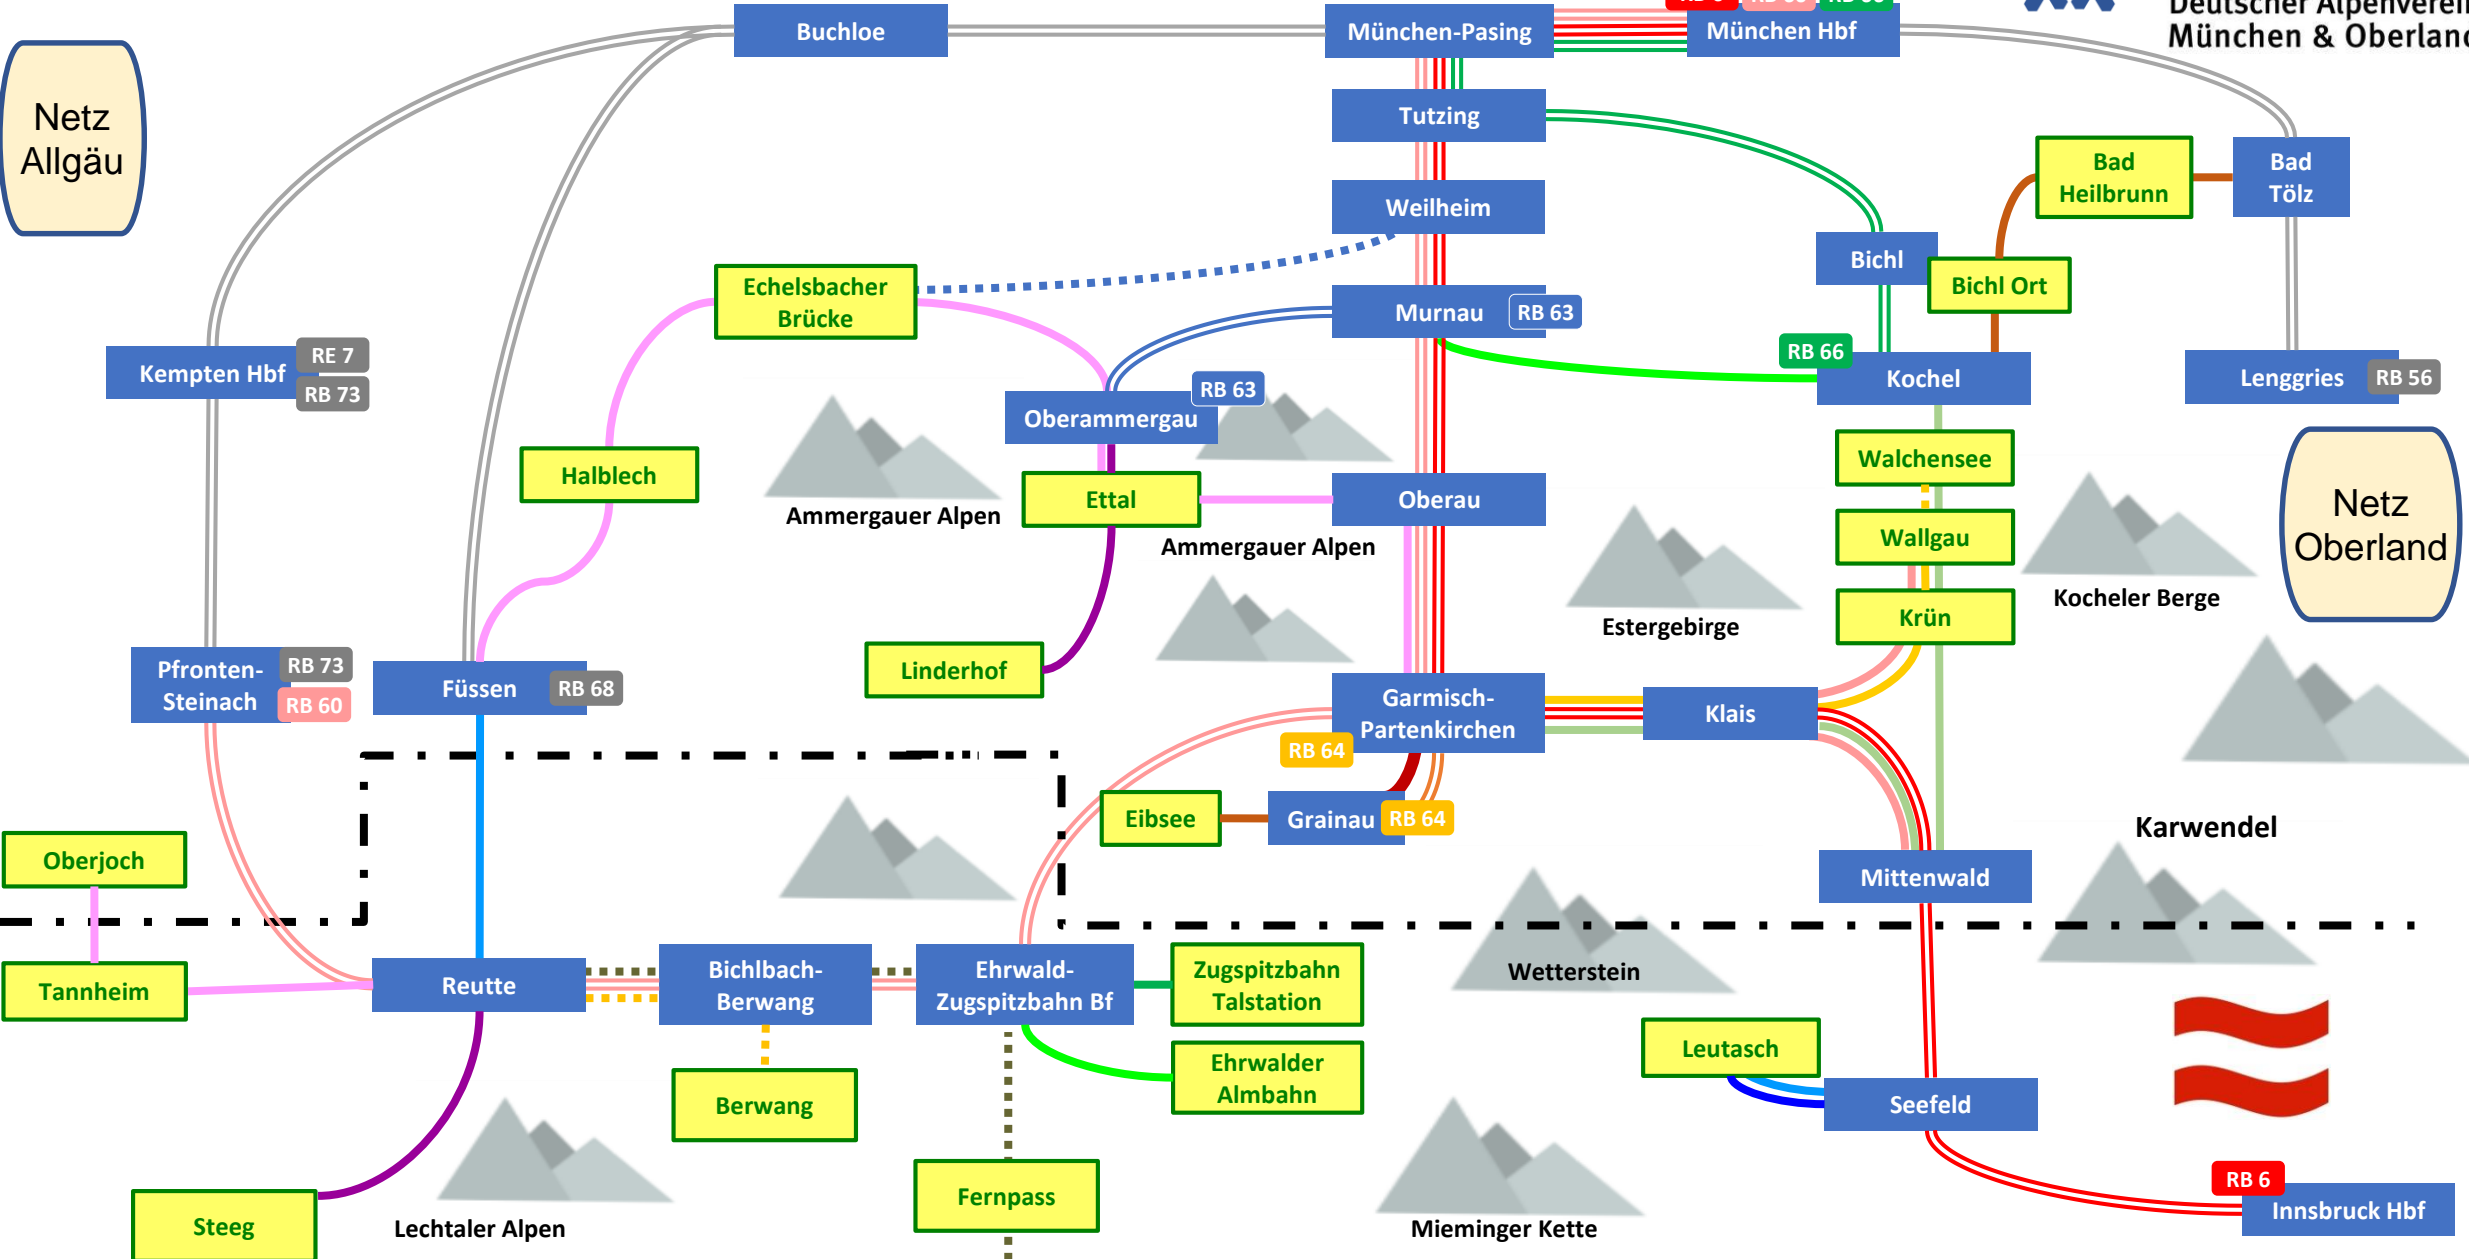 Deutscher Alpenverein
München & Oberland
Netz
Allgäu
Buchloe
München-Pasing
München Hbf
Tutzing
Bad
Heilbrunn
Bad
Tölz
Weilheim
Bichl
Bichl Ort
Echelsbacher
Brücke
Murnau
RB 63
RB 66
Kochel
Kempten Hbf
RE 7
RB 73
Lenggries
RB 56
RB 63
Oberammergau
Halblech
Ettal
Oberau
Walchensee
Ammergauer Alpen
Ammergauer Alpen
Wallgau
Netz
Oberland
Krün
Estergebirge
Kocheler Berge
Linderhof
Pfronten-
Steinach
RB 73
RB 60
Füssen
RB 68
Garmisch-
Partenkirchen
RB 64
Klais
Eibsee
Grainau
RB 64
Karwendel
Oberjoch
Mittenwald
Tannheim
Reutte
Bichlbach-
Berwang
Ehrwald-
Zugspitzbahn Bf
Zugspitzbahn
Talstation
Wetterstein
Ehrwalder
Almbahn
Leutasch
Berwang
Seefeld
Fernpass
Steeg
Lechtaler Alpen
Mieminger Kette
RB 6
Innsbruck Hbf